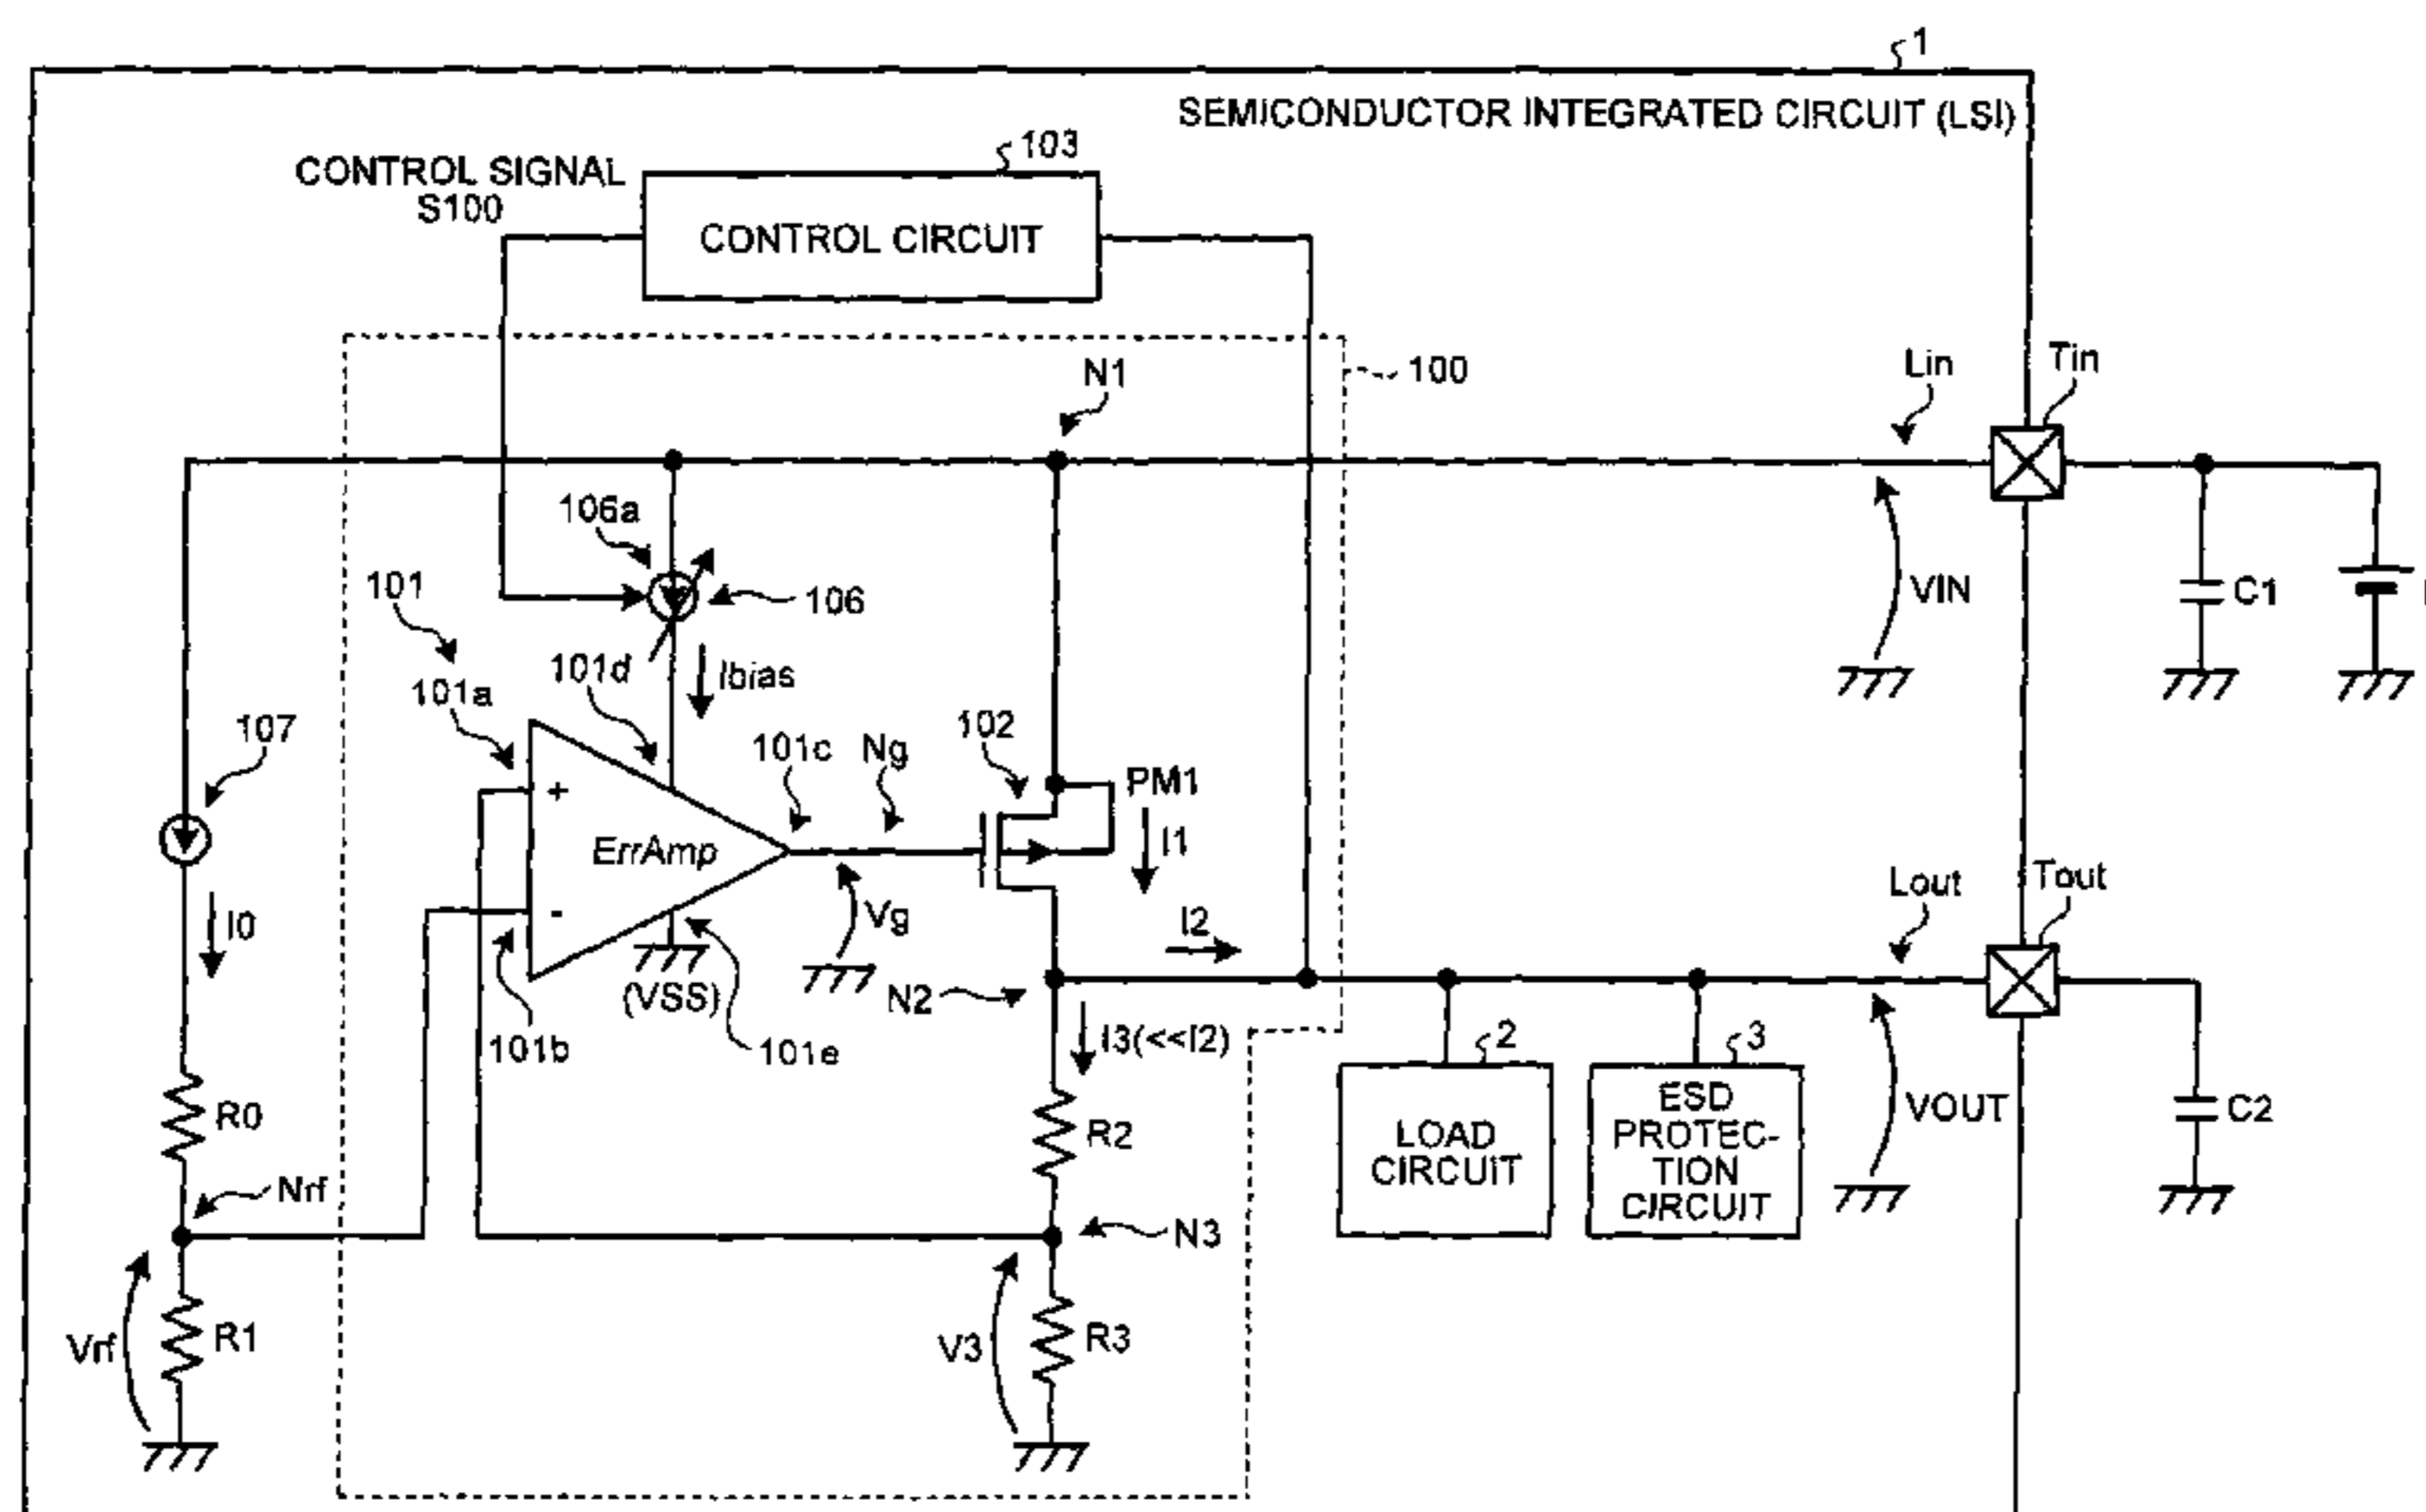 1
SEMICONDUCTOR INTEGRATED CIRCUIT (LSI)
103
CONTROL SIGNAL
S100
CONTROL CIRCUIT
N1
100
Lin
Tin
106a
106
101
101d
Ibias
101a
VIN
C1
107
101c
Ng
102
PM1
+
ErrAmp
I1
-
I0
Vg
I2
Lout
Tout
(VSS)
N2
101b
101e
I3(<<I2)
2
3
R0
R2
LOAD
CIRCUIT
ESD
PROTEC-
TION
CIRCUIT
VOUT
C2
Nrf
N3
Vrf
R1
V3
R3